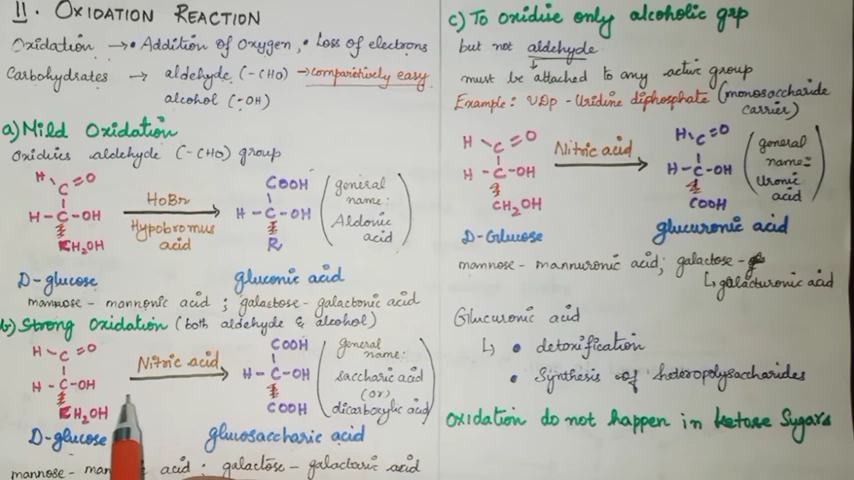 II. OXIDATION REACTION
Oxidation → • Addition of Oxygen, • Loss of electrons
Carbohydrates → aldehyde (-CHO) → comparitively easy
alcohol (-OH)
a) Mild Oxidation
Oxidises aldehyde (-CHO) group
H C=O
H-C-OH
CH2OH
HOBr
Hypobromus acid
COOH
H-C-OH
R
(general name: Aldonic acid)
D-glucose gluconic acid
mannose - mannonic acid ; galactose - galactonic acid
b) Strong Oxidation (both aldehyde & alcohol)
H C=O
H-C-OH
CH2OH
Nitric acid
COOH
H-C-OH
COOH
(general name: saccharic acid (or) dicarboxylic acid)
D-glucose glucosaccharic acid
mannose - acid ; galactose - galactaric acid
c) To oxidise only alcoholic grp
but not aldehyde
must be attached to any active group
Example: UDP - Uridine diphosphate (monosaccharide carrier)
H C=O
H-C-OH
CH2OH
Nitric acid
H C=O
H-C-OH
COOH
(general name: Uronic acid)
D-Glucose glucuronic acid
mannose - mannuronic acid; galactose -
↳ galacturonic acid
Glucuronic acid
↳ • detoxification
• Synthesis of heteropolysaccharides
Oxidation do not happen in ketose Sugars